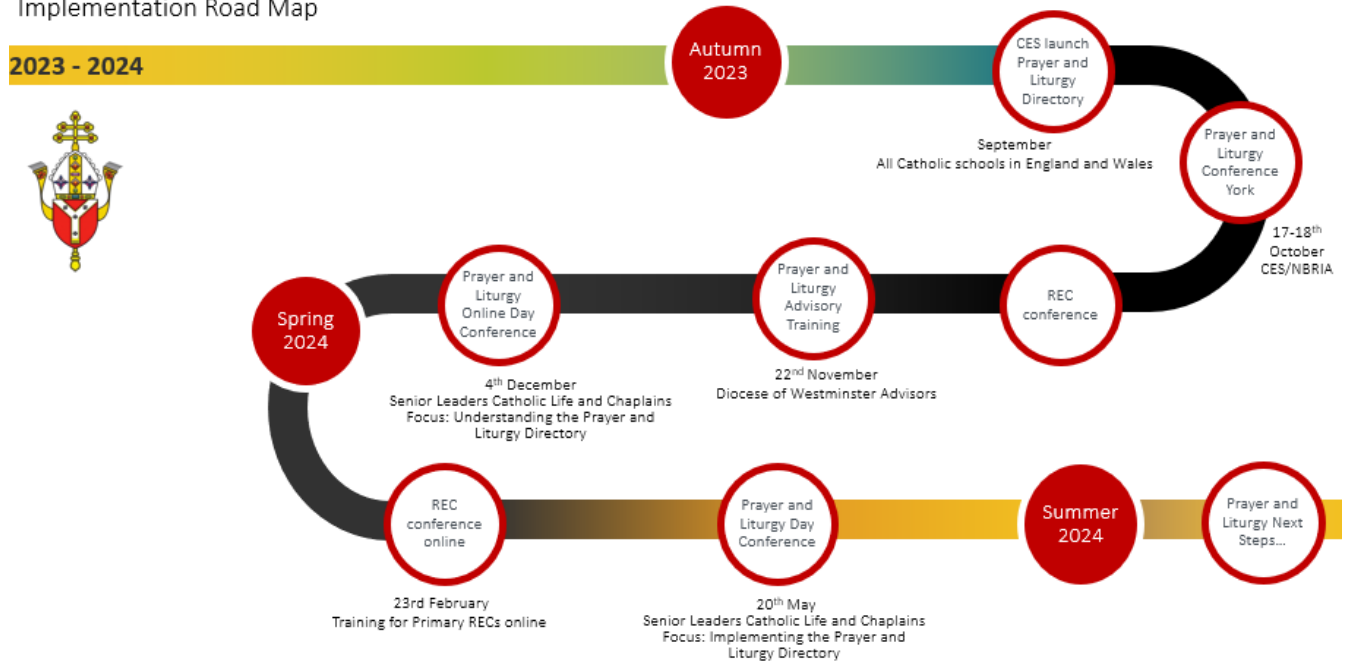 Implementation Road Map
2023 - 2024
Autumn
2023
CES launch
Prayer and
Liturgy
Directory
September
All Catholic schools in England and Wales
Prayer and
Liturgy
Conference
York
17-18th
October
CES/NBRIA
REC
conference
Prayer and
Liturgy
Advisory
Training
22nd November
Diocese of Westminster Advisors
Prayer and
Liturgy
Online Day
Conference
4th December
Senior Leaders Catholic Life and Chaplains
Focus: Understanding the Prayer and
Liturgy Directory
Spring
2024
REC
conference
online
23rd February
Training for Primary RECs online
Prayer and
Liturgy Day
Conference
20th May
Senior Leaders Catholic Life and Chaplains
Focus: Implementing the Prayer and
Liturgy Directory
Summer
2024
Prayer and
Liturgy Next
Steps...